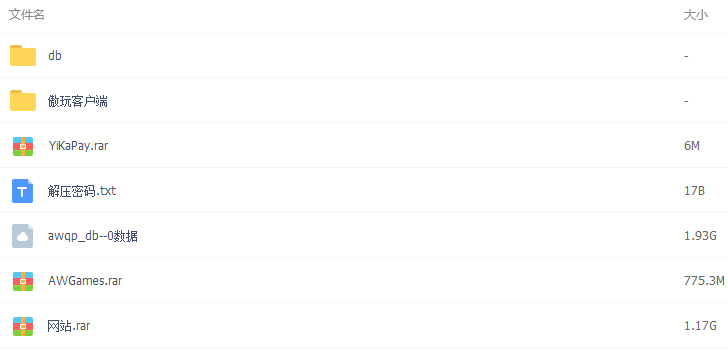 文件名 大小
db -
傲玩客户端 -
YiKaPay.rar 6M
解压密码.txt 17B
awqp_db--0数据 1.93G
AWGames.rar 775.3M
网站.rar 1.17G